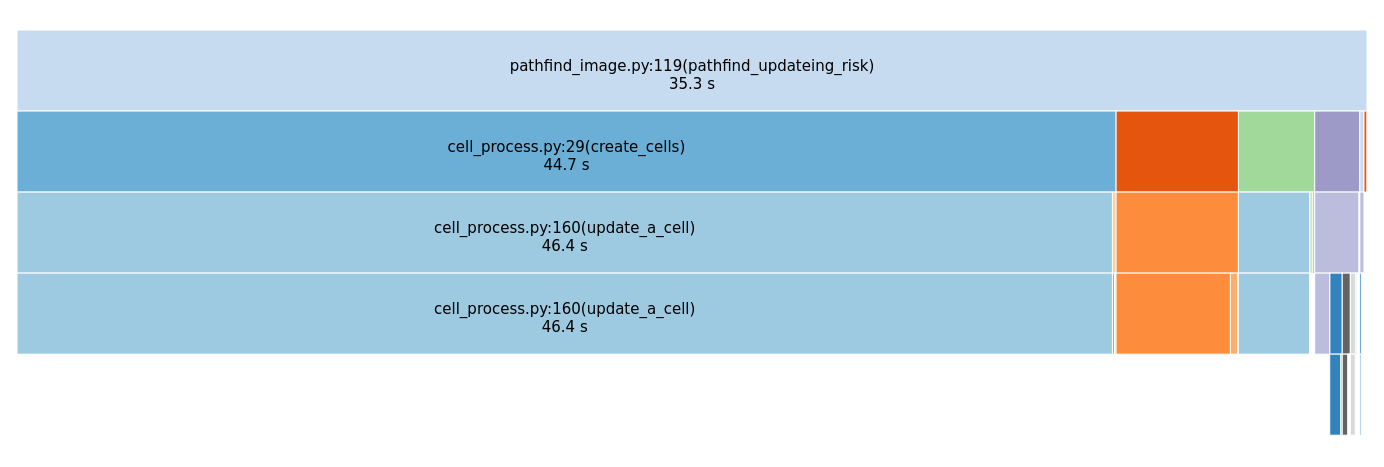 pathfind_image.py:119(pathfind_updateing_risk)
35.3 s
cell_process.py:29(create_cells)
44.7 s
cell_process.py:160(update_a_cell)
46.4 s
cell_process.py:160(update_a_cell)
46.4 s